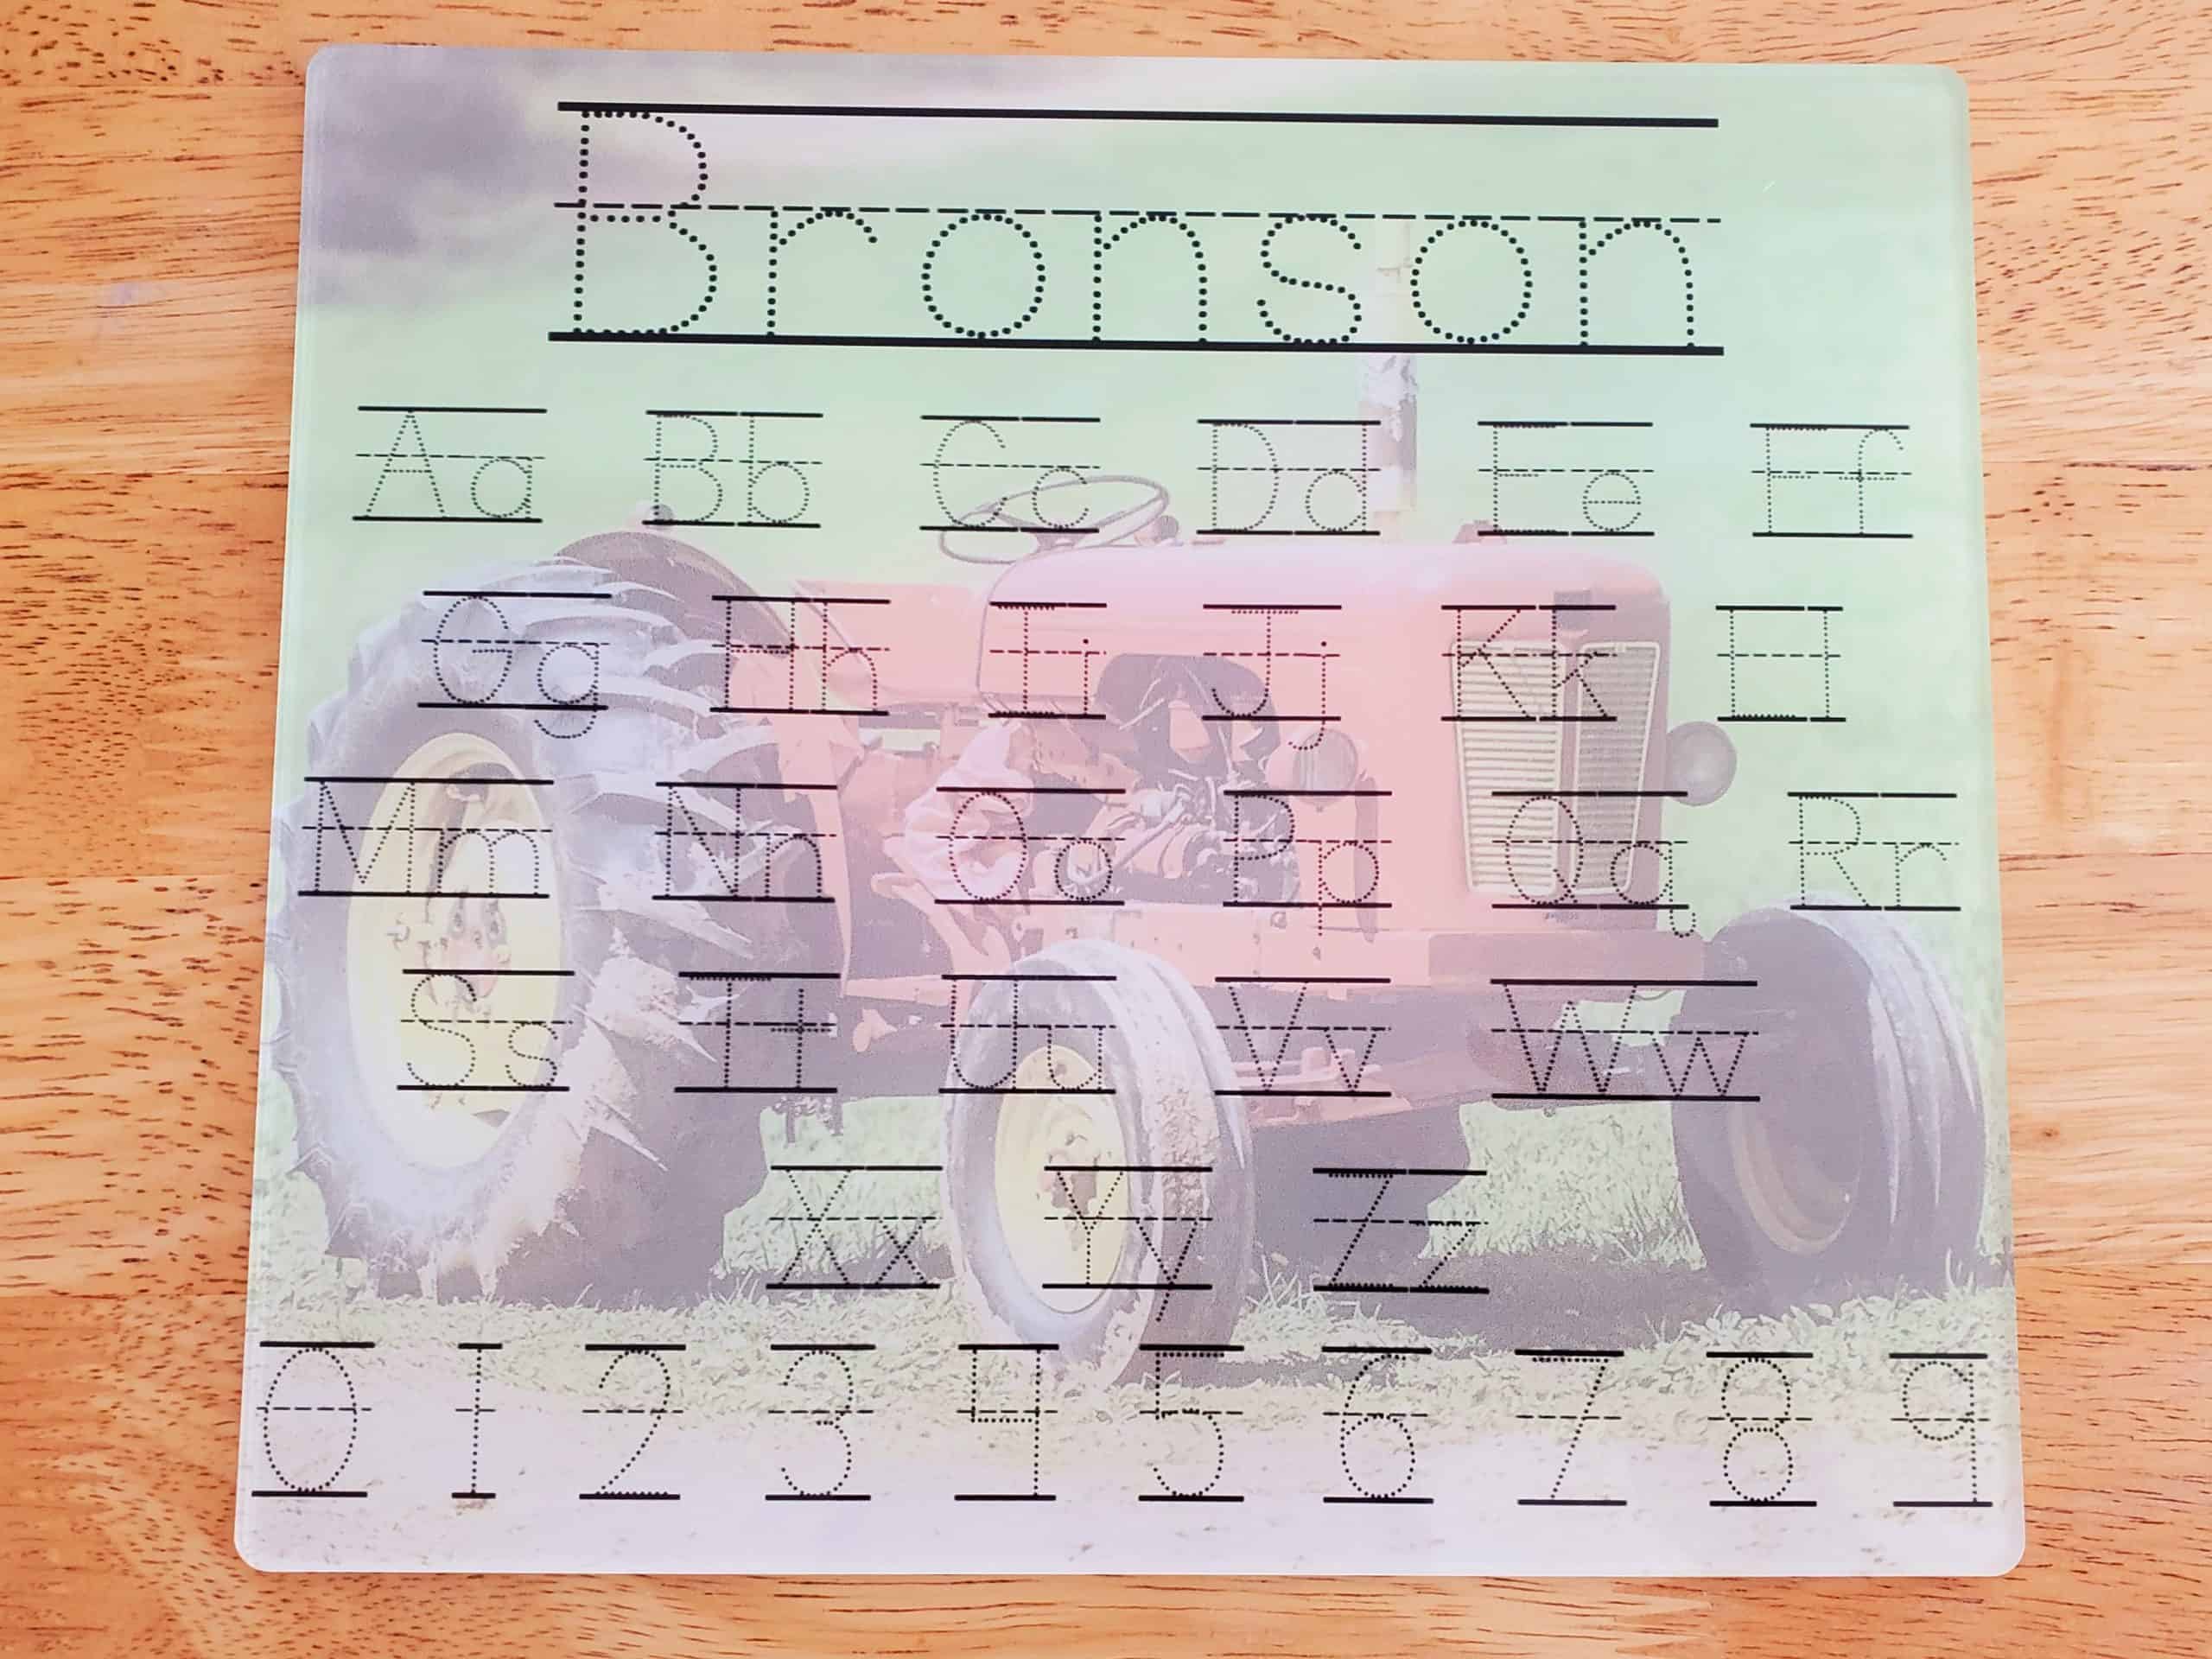 Bronson
Aa Bb Cc Dd Ee Ff
Gg Hh Ii Jj Kk Ll
Mm Nn Oo Pp Qq Rr
Ss Tt Uu Vv Ww
Xx Yy Zz
0 1 2 3 4 5 6 7 8 9